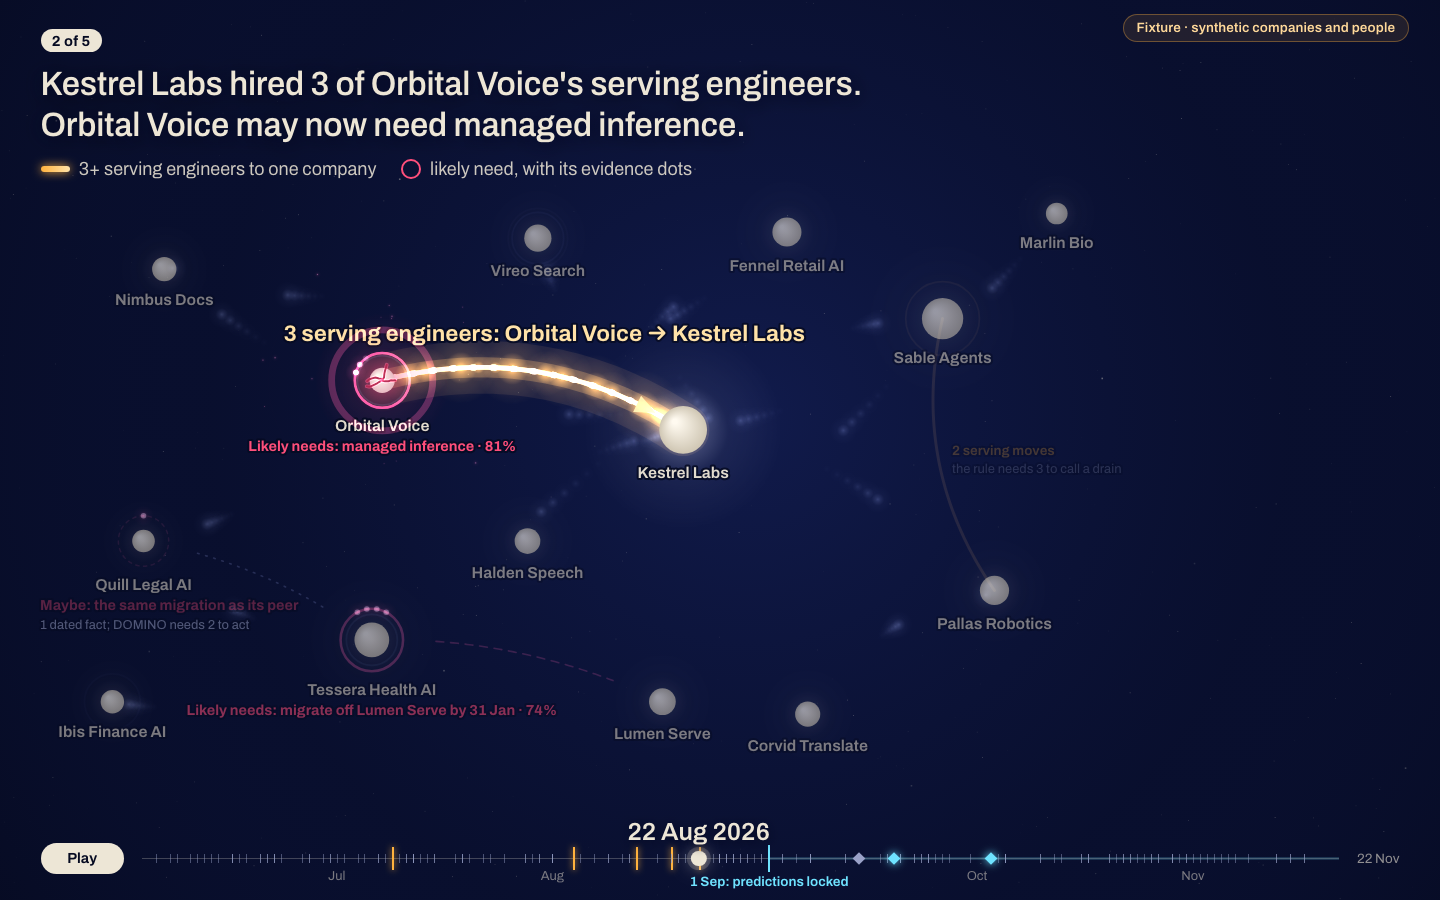 2 of 5
Fixture · synthetic companies and people
Kestrel Labs hired 3 of Orbital Voice's serving engineers.
Orbital Voice may now need managed inference.
3+ serving engineers to one company
likely need, with its evidence dots
Marlin Bio
Vireo Search
Fennel Retail AI
Nimbus Docs
3 serving engineers: Orbital Voice → Kestrel Labs
Sable Agents
Orbital Voice
Likely needs: managed inference · 81%
Kestrel Labs
2 serving moves
the rule needs 3 to call a drain
Halden Speech
Quill Legal AI
Maybe: the same migration as its peer
1 dated fact; DOMINO needs 2 to act
Pallas Robotics
Tessera Health AI
Likely needs: migrate off Lumen Serve by 31 Jan · 74%
Ibis Finance AI
Lumen Serve
Corvid Translate
22 Aug 2026
Play
22 Nov
Jul
Aug
1 Sep: predictions locked
Oct
Nov